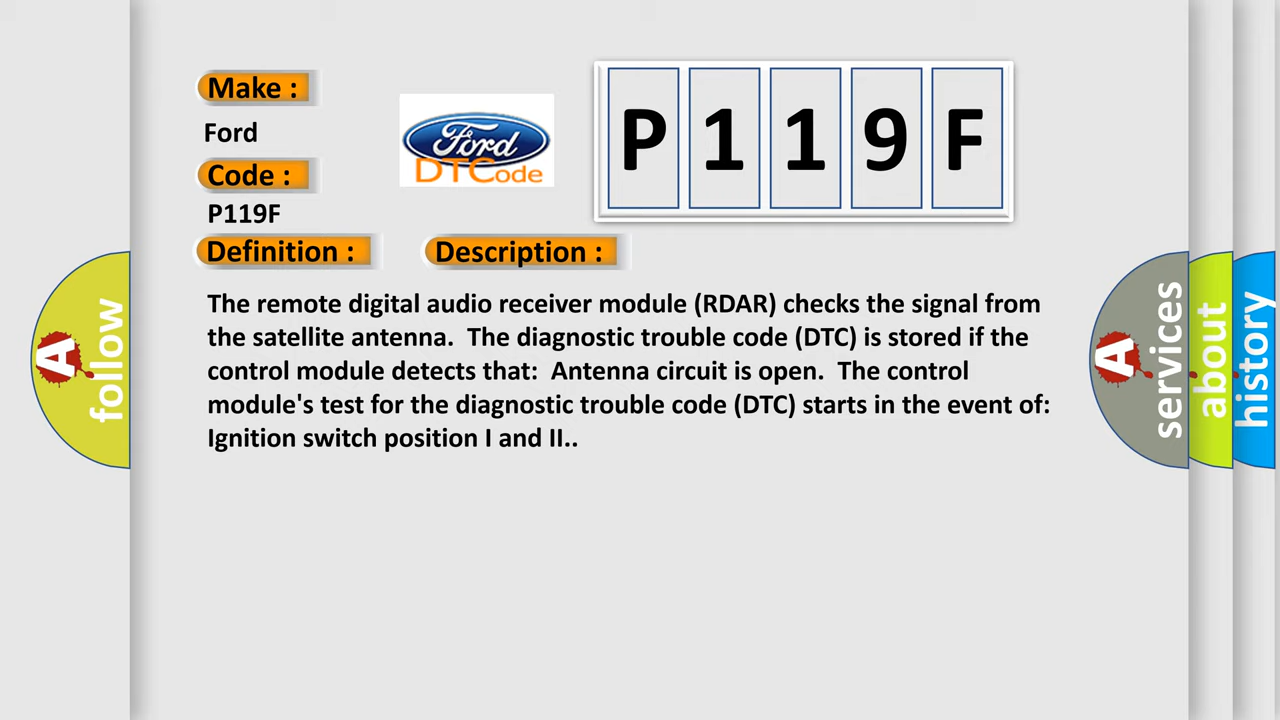 Make :
Ford
Code :
P119F
Ford
DTCode
P119F
Definition :
Description :
The remote digital audio receiver module (RDAR) checks the signal from
the satellite antenna. The diagnostic trouble code (DTC) is stored if the
control module detects that: Antenna circuit is open. The control
module's test for the diagnostic trouble code (DTC) starts in the event of:
Ignition switch position I and II..
A follow
A services
about
history